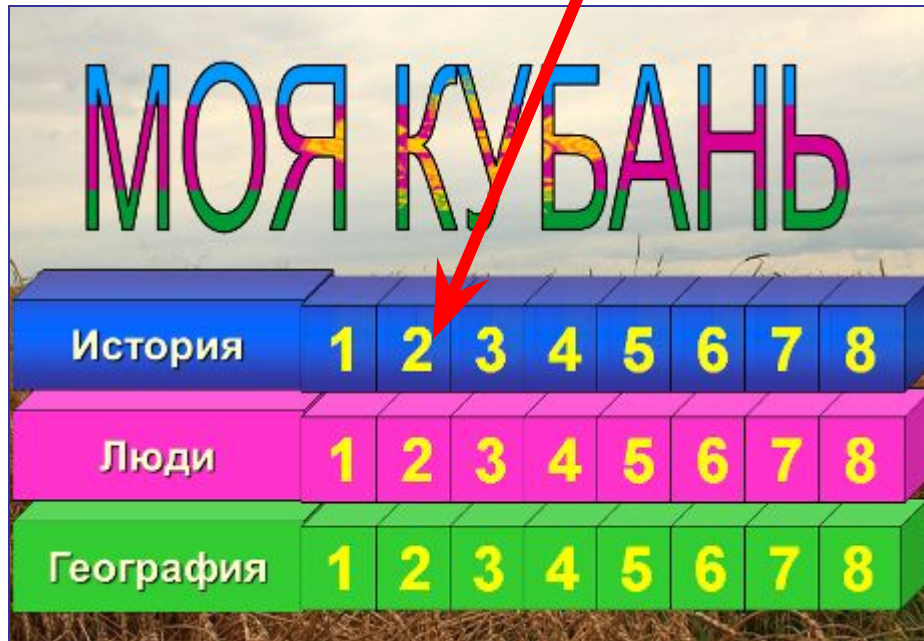 МОЯ КУБАНЬ
История 1 2 3 4 5 6 7 8
Люди 1 2 3 4 5 6 7 8
География 1 2 3 4 5 6 7 8